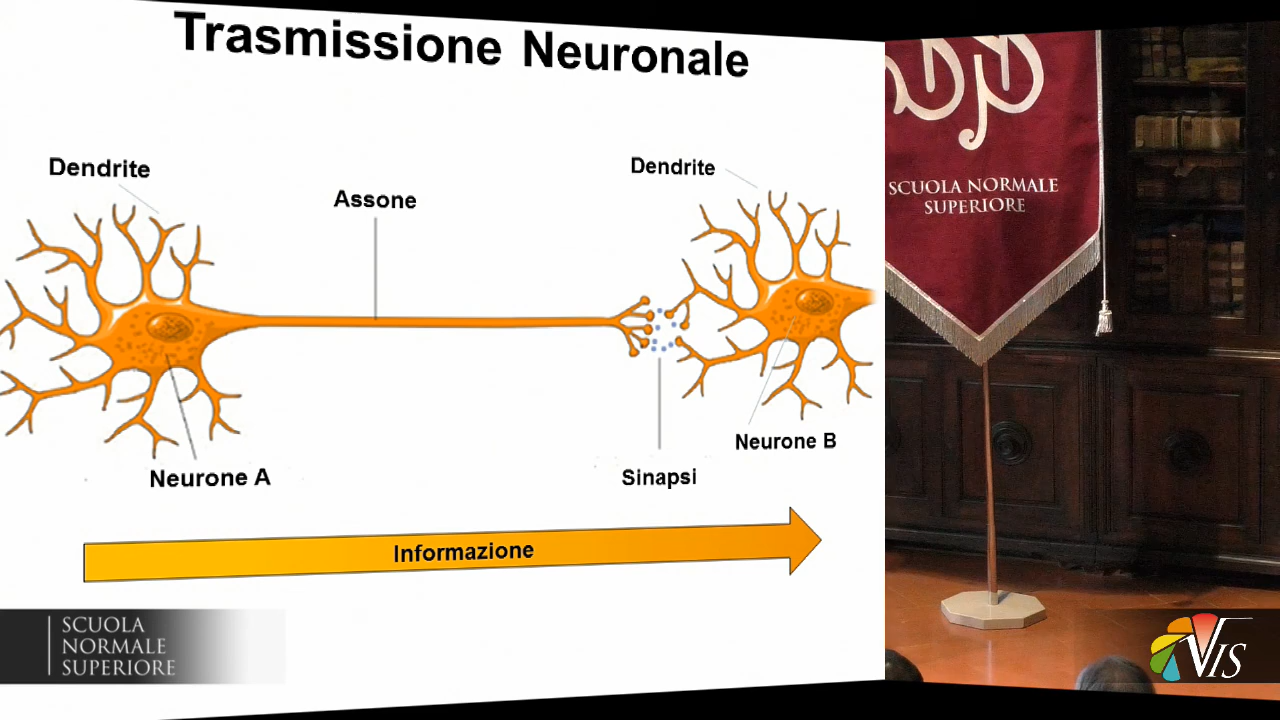 Trasmissione Neuronale
Dendrite
Assone
Dendrite
Neurone A
Sinapsi
Neurone B
Informazione
SCUOLA
NORMALE
SUPERIORE
SCUOLA NORMALE
SUPERIORE
VIS